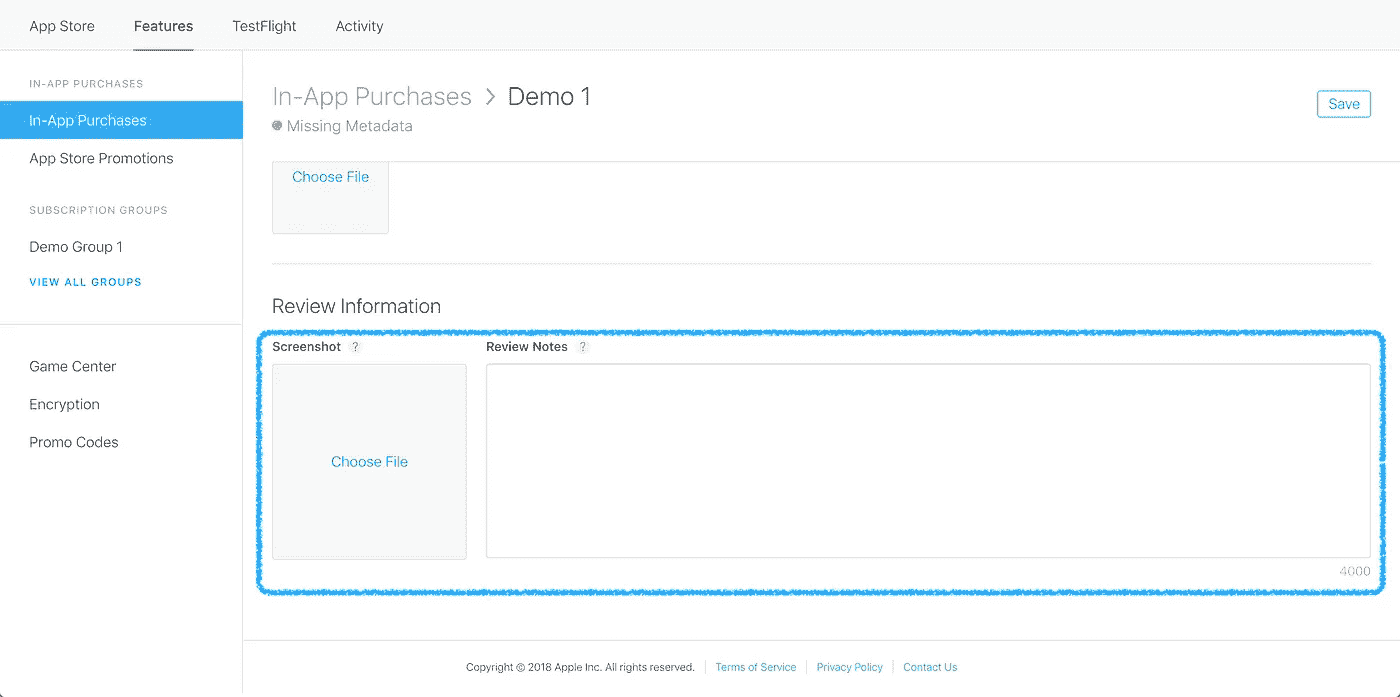 App Store Features TestFlight Activity
IN-APP PURCHASES
In-App Purchases
App Store Promotions
SUBSCRIPTION GROUPS
Demo Group 1
VIEW ALL GROUPS
Game Center
Encryption
Promo Codes
In-App Purchases > Demo 1
Save
Missing Metadata
Choose File
Review Information
Screenshot ? Review Notes ?
Choose File
4000
Copyright © 2018 Apple Inc. All rights reserved. Terms of Service Privacy Policy Contact Us